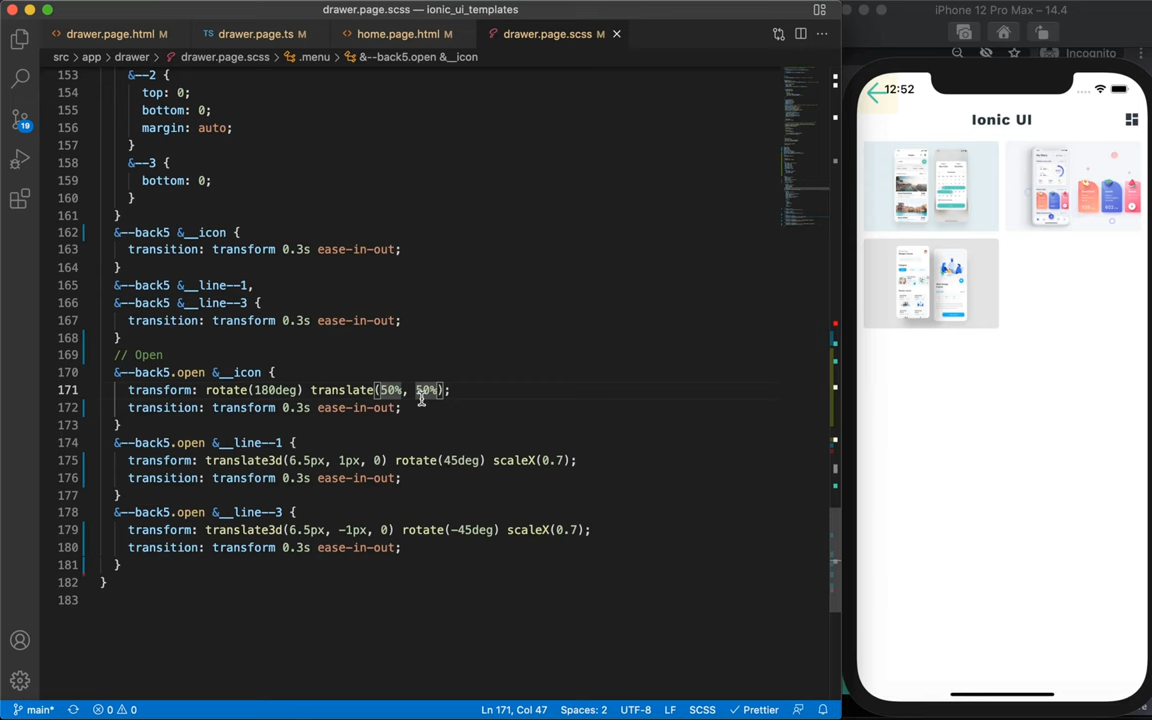 drawer.page.scss — ionic_ui_templates
iPhone 12 Pro Max – 14.4
drawer.page.html M
TS drawer.page.ts M
home.page.html M
drawer.page.scss M
src > app > drawer > drawer.page.scss > .menu > &--back5.open &__icon
Incognito
153 &--2 {
154 top: 0;
155 bottom: 0;
156 margin: auto;
157 }
158 &--3 {
159 bottom: 0;
160 }
161 }
162 &--back5 &__icon {
163 transition: transform 0.3s ease-in-out;
164 }
165 &--back5 &__line--1,
166 &--back5 &__line--3 {
167 transition: transform 0.3s ease-in-out;
168 }
169 // Open
170 &--back5.open &__icon {
171 transform: rotate(180deg) translate(50%, 50%);
172 transition: transform 0.3s ease-in-out;
173 }
174 &--back5.open &__line--1 {
175 transform: translate3d(6.5px, 1px, 0) rotate(45deg) scaleX(0.7);
176 transition: transform 0.3s ease-in-out;
177 }
178 &--back5.open &__line--3 {
179 transform: translate3d(6.5px, -1px, 0) rotate(-45deg) scaleX(0.7);
180 transition: transform 0.3s ease-in-out;
181 }
182 }
183
19
12:52
Ionic UI
main*
0 0
Ln 171, Col 47
Spaces: 2
UTF-8
LF
SCSS
Prettier